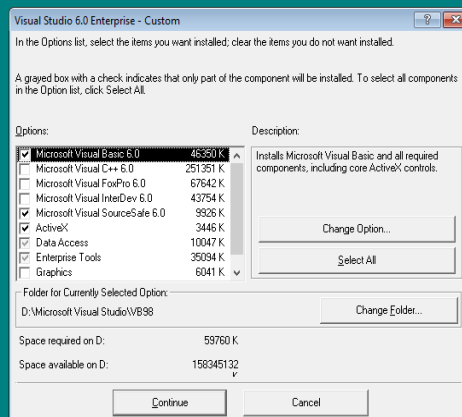 Visual Studio 6.0 Enterprise - Custom
In the Options list, select the items you want installed; clear the items you do not want installed.
A grayed box with a check indicates that only part of the component will be installed. To select all components
in the Option list, click Select All.
Options:
Microsoft Visual Basic 6.0 46350 K
Microsoft Visual C++ 6.0 251351 K
Microsoft Visual FoxPro 6.0 67642 K
Microsoft Visual InterDev 6.0 43754 K
Microsoft Visual SourceSafe 6.0 9926 K
ActiveX 3446 K
Data Access 10047 K
Enterprise Tools 35094 K
Graphics 6041 K
Description:
Installs Microsoft Visual Basic and all required
components, including core ActiveX controls.
Change Option...
Select All
Folder for Currently Selected Option:
D:\Microsoft Visual Studio\VB98
Change Folder...
Space required on D: 59760 K
Space available on D: 158345132
K
Continue
Cancel